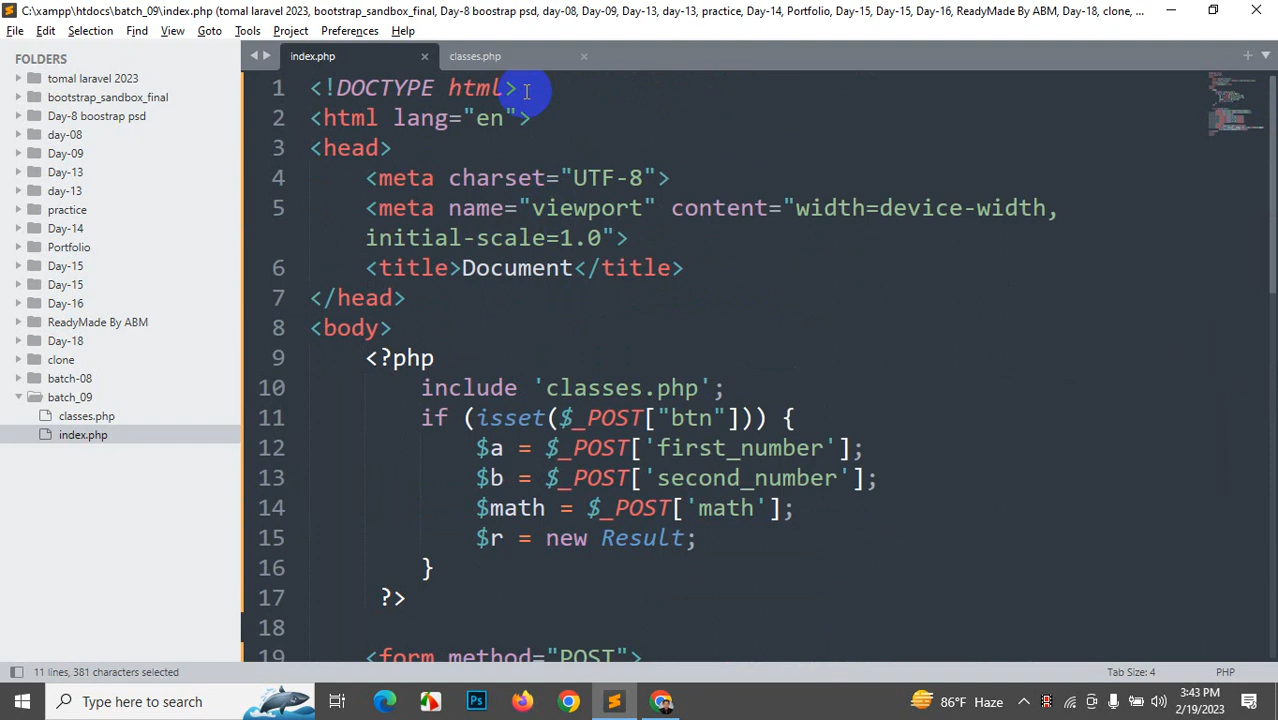 C:\xampp\htdocs\batch_09\index.php (tomal laravel 2023, bootstrap_sandbox_final, Day-8 boostrap psd, day-08, Day-09, Day-13, day-13, practice, Day-14, Portfolio, Day-15, Day-15, Day-16, ReadyMade By ABM, Day-18, clone, ...
File Edit Selection Find View Goto Tools Project Preferences Help
FOLDERS
tomal laravel 2023
bootstrap_sandbox_final
Day-8 boostrap psd
day-08
Day-09
Day-13
day-13
practice
Day-14
Portfolio
Day-15
Day-15
Day-16
ReadyMade By ABM
Day-18
clone
batch-08
batch_09
classes.php
index.php
index.php classes.php
1 <!DOCTYPE html>
2 <html lang="en">
3 <head>
4 <meta charset="UTF-8">
5 <meta name="viewport" content="width=device-width,
initial-scale=1.0">
6 <title>Document</title>
7 </head>
8 <body>
9 <?php
10 include 'classes.php';
11 if (isset($_POST["btn"])) {
12 $a = $_POST['first_number'];
13 $b = $_POST['second_number'];
14 $math = $_POST['math'];
15 $r = new Result;
16 }
17 ?>
18
19 <form method="POST">
11 lines, 381 characters selected
Tab Size: 4 PHP
Type here to search
Ps
86°F Haze
3:43 PM
2/19/2023